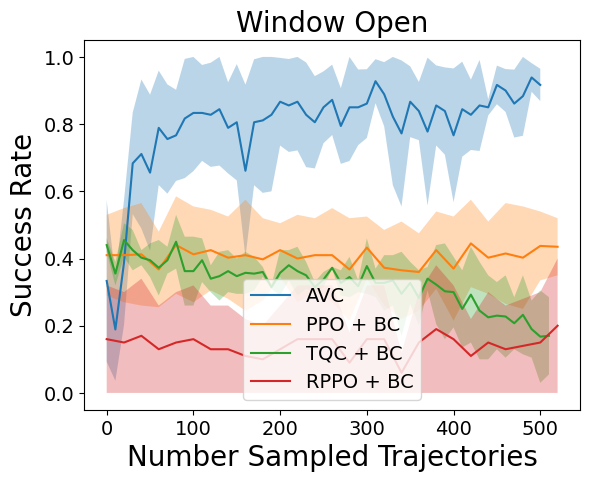 Window Open
Success Rate
1.0
0.8
0.6
0.4
0.2
0.0
AVC
PPO + BC
TQC + BC
RPPO + BC
0 100 200 300 400 500
Number Sampled Trajectories